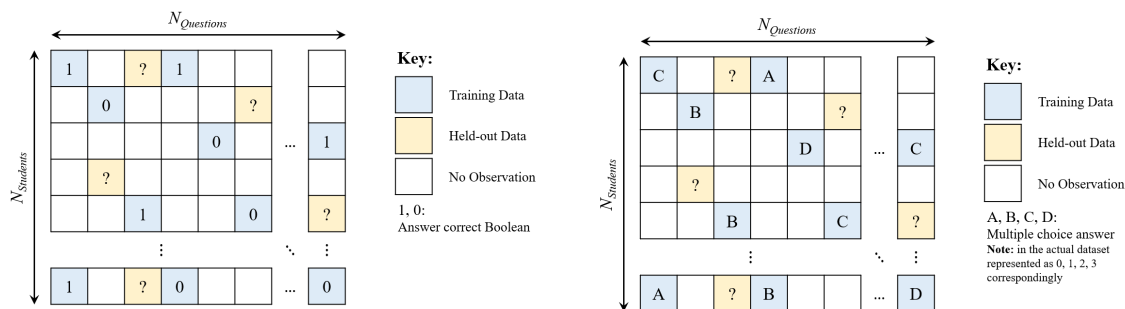 N_Questions
N_Students
1 ? 1
0 ?
0 ... 1
?
1 0 ?
⋮ ⋱ ⋮
1 ? 0 ... 0
Key:
Training Data
Held-out Data
No Observation
1, 0:
Answer correct Boolean
N_Questions
N_Students
C ? A
B ?
D ... C
?
B C ?
⋮ ⋱ ⋮
A ? B ... D
Key:
Training Data
Held-out Data
No Observation
A, B, C, D:
Multiple choice answer
Note: in the actual dataset
represented as 0, 1, 2, 3
correspondingly